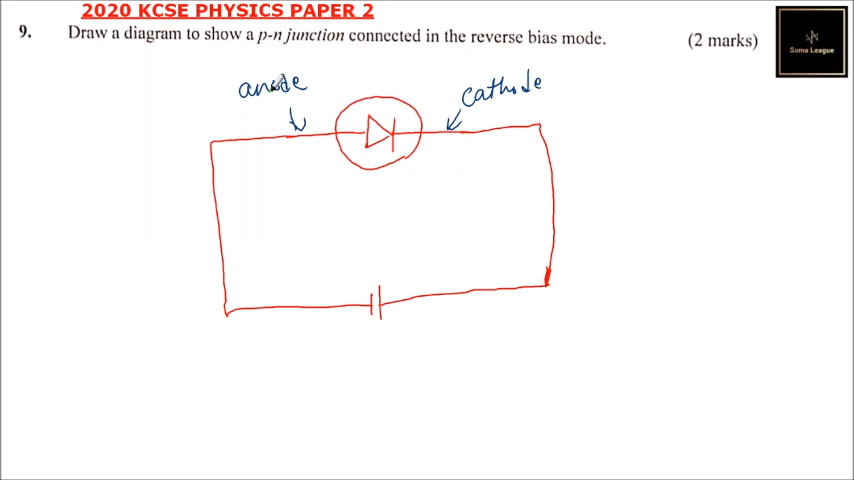 2020 KCSE PHYSICS PAPER 2
9. Draw a diagram to show a p-n junction connected in the reverse bias mode. (2 marks)
Soma League
anode
cathode